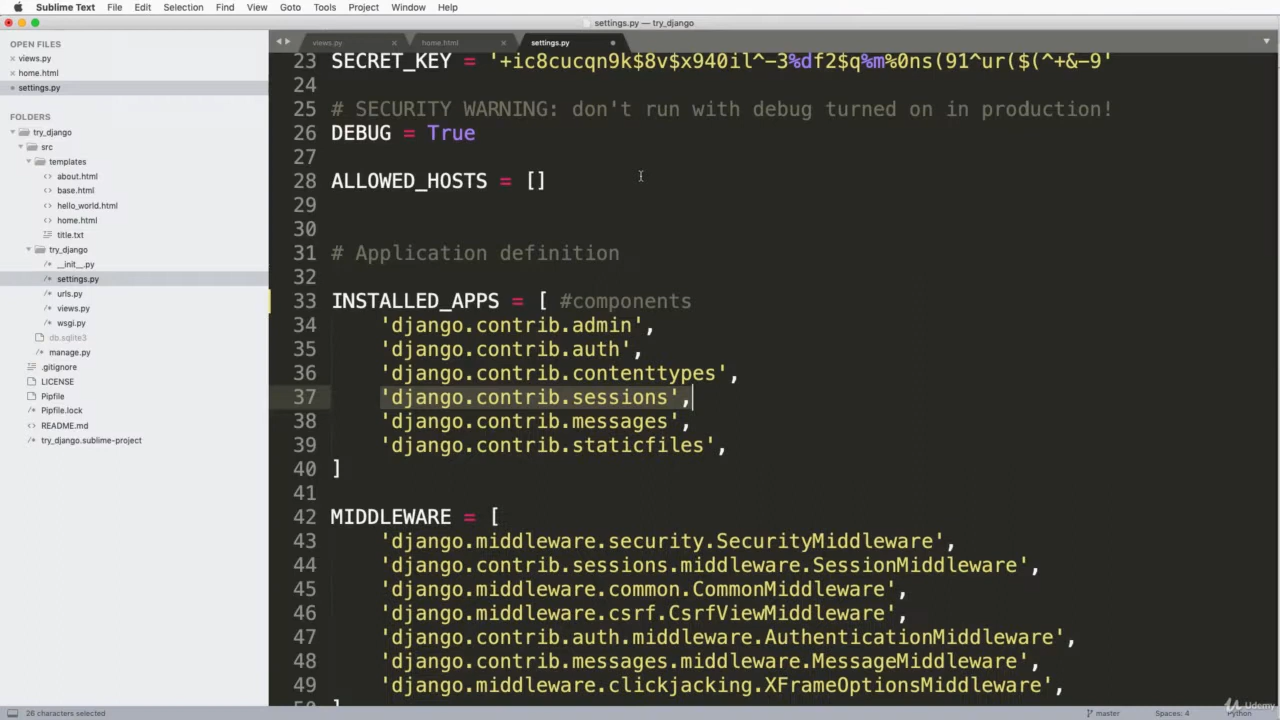 Sublime Text File Edit Selection Find View Goto Tools Project Window Help
settings.py — try_django
OPEN FILES
views.py
home.html
settings.py
FOLDERS
try_django
src
templates
about.html
base.html
hello_world.html
home.html
title.txt
try_django
__init__.py
settings.py
urls.py
views.py
wsgi.py
db.sqlite3
manage.py
.gitignore
LICENSE
Pipfile
Pipfile.lock
README.md
try_django.sublime-project
views.py home.html settings.py
23 SECRET_KEY = '+ic8cucqn9k$8v$x940il^-3%df2$q%m%0ns(91^ur($(^+&-9'
24
25 # SECURITY WARNING: don't run with debug turned on in production!
26 DEBUG = True
27
28 ALLOWED_HOSTS = []
29
30
31 # Application definition
32
33 INSTALLED_APPS = [ #components
34 'django.contrib.admin',
35 'django.contrib.auth',
36 'django.contrib.contenttypes',
37 'django.contrib.sessions',
38 'django.contrib.messages',
39 'django.contrib.staticfiles',
40 ]
41
42 MIDDLEWARE = [
43 'django.middleware.security.SecurityMiddleware',
44 'django.contrib.sessions.middleware.SessionMiddleware',
45 'django.middleware.common.CommonMiddleware',
46 'django.middleware.csrf.CsrfViewMiddleware',
47 'django.contrib.auth.middleware.AuthenticationMiddleware',
48 'django.contrib.messages.middleware.MessageMiddleware',
49 'django.middleware.clickjacking.XFrameOptionsMiddleware',
26 characters selected
master Spaces: 4 Python
Udemy